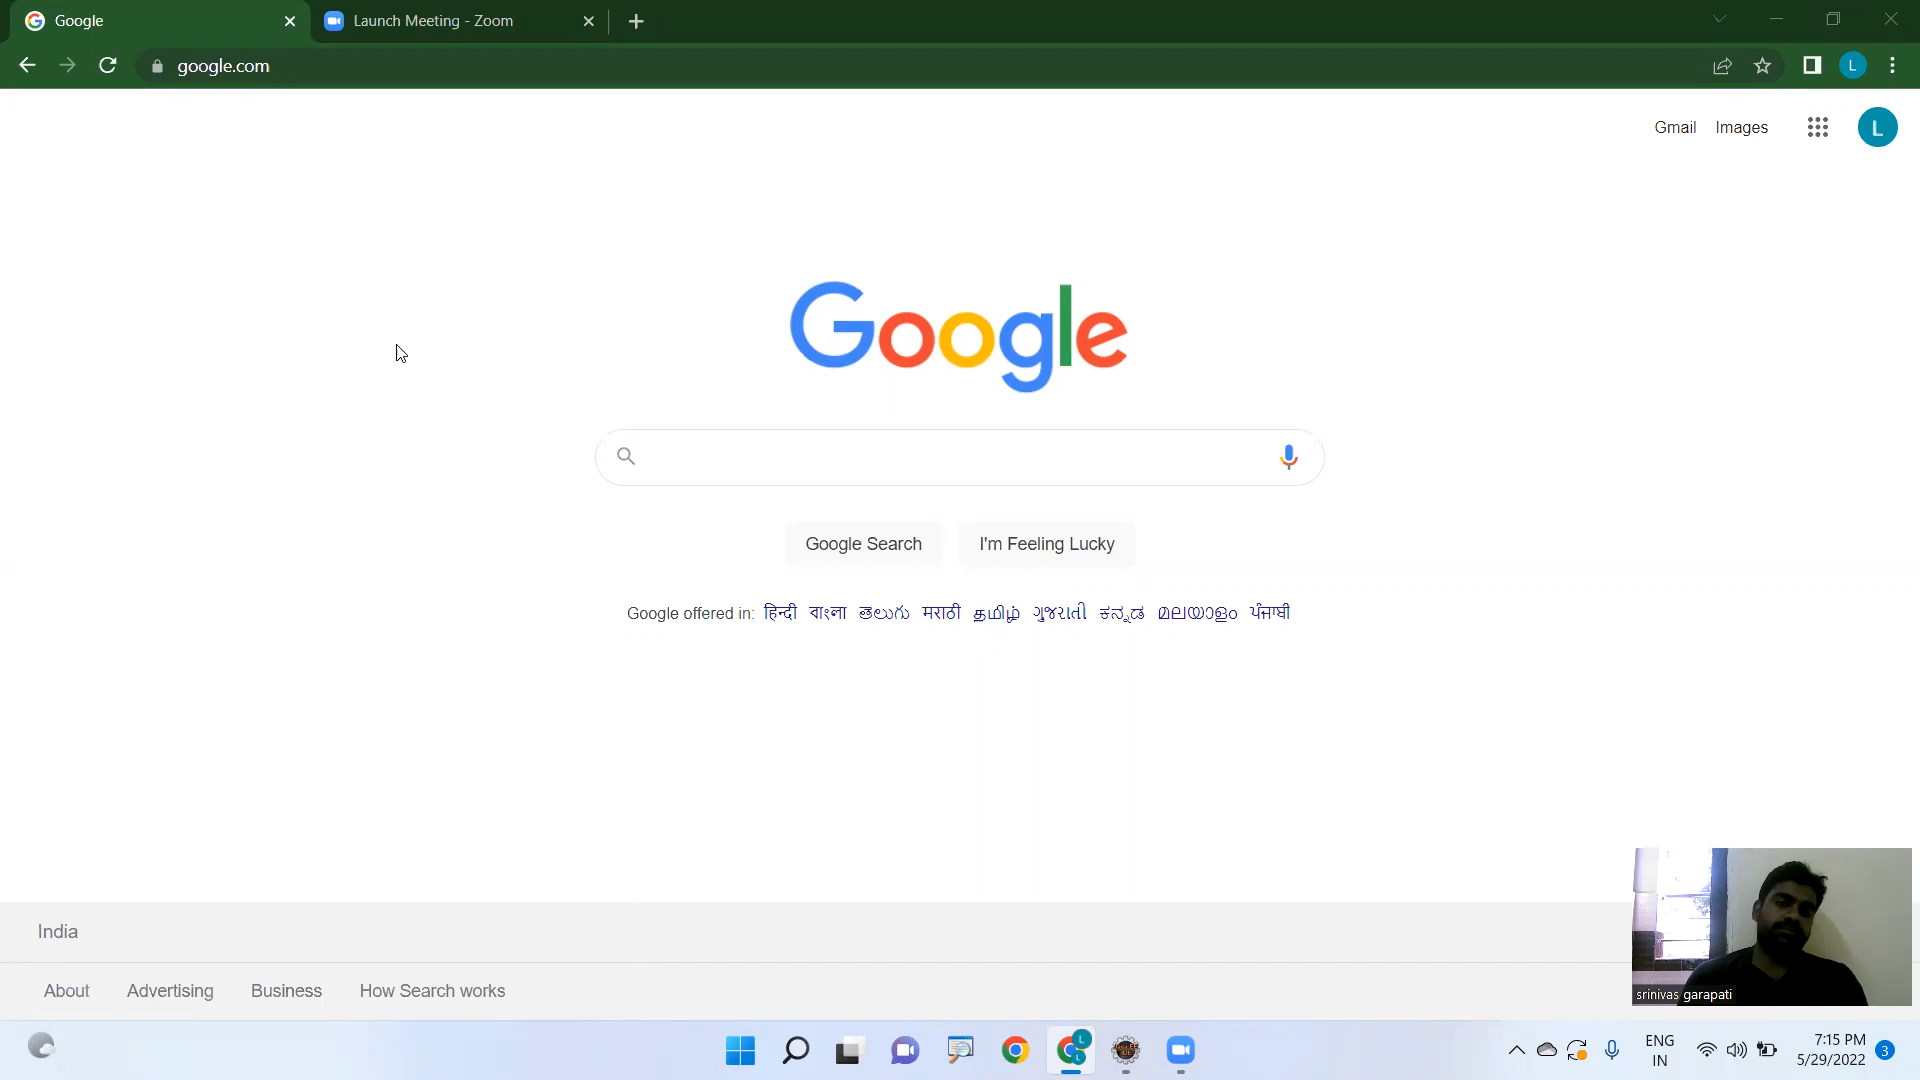 Google
Launch Meeting - Zoom
google.com
L
Gmail Images
L
Google
Google Search
I'm Feeling Lucky
Google offered in: हिन्दी বাংলা తెలుగు मराठी தமிழ் ગુજરાતી ಕನ್ನಡ മലയാളം ਪੰਜਾਬੀ
India
About Advertising Business How Search works
srinivas garapati
L
L
ENG
IN
7:15 PM
5/29/2022
3